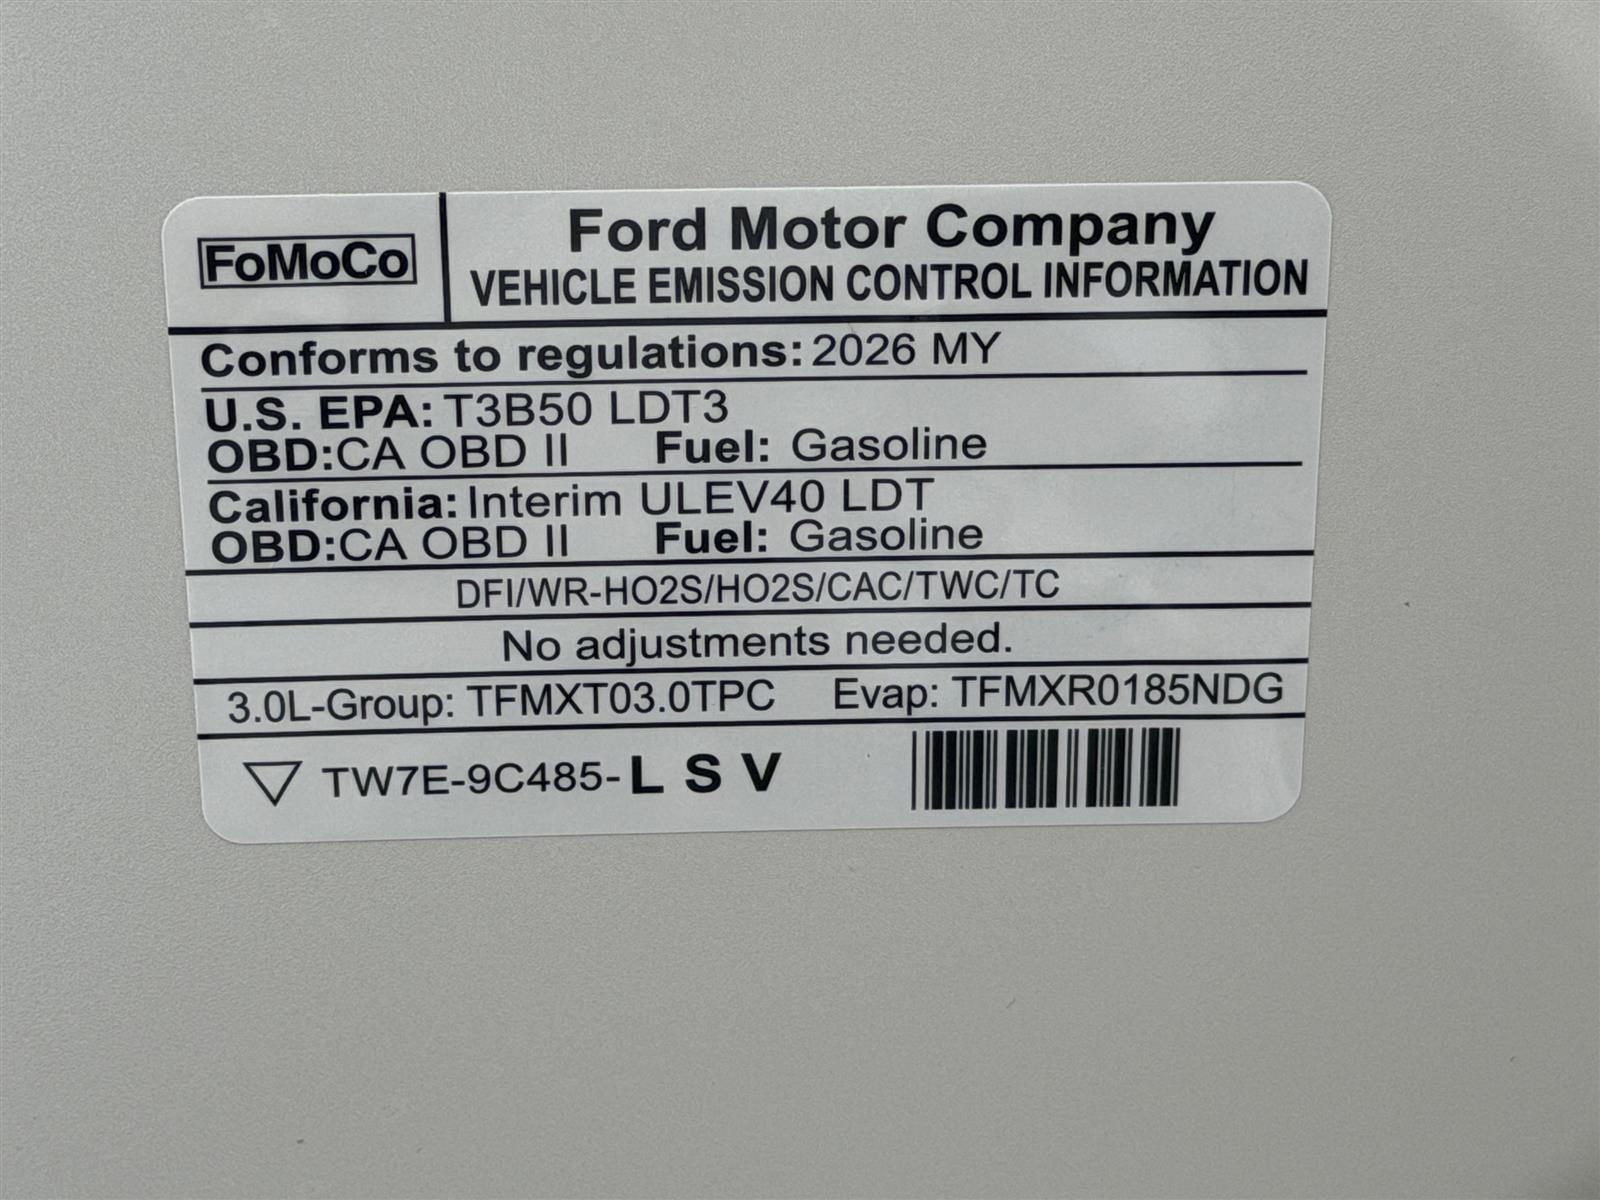 FoMoCo
Ford Motor Company
VEHICLE EMISSION CONTROL INFORMATION
Conforms to regulations: 2026 MY
U.S. EPA: T3B50 LDT3
OBD:CA OBD II Fuel: Gasoline
California: Interim ULEV40 LDT
OBD:CA OBD II Fuel: Gasoline
DFI/WR-HO2S/HO2S/CAC/TWC/TC
No adjustments needed.
3.0L-Group: TFMXT03.0TPC Evap: TFMXR0185NDG
TW7E-9C485-L S V